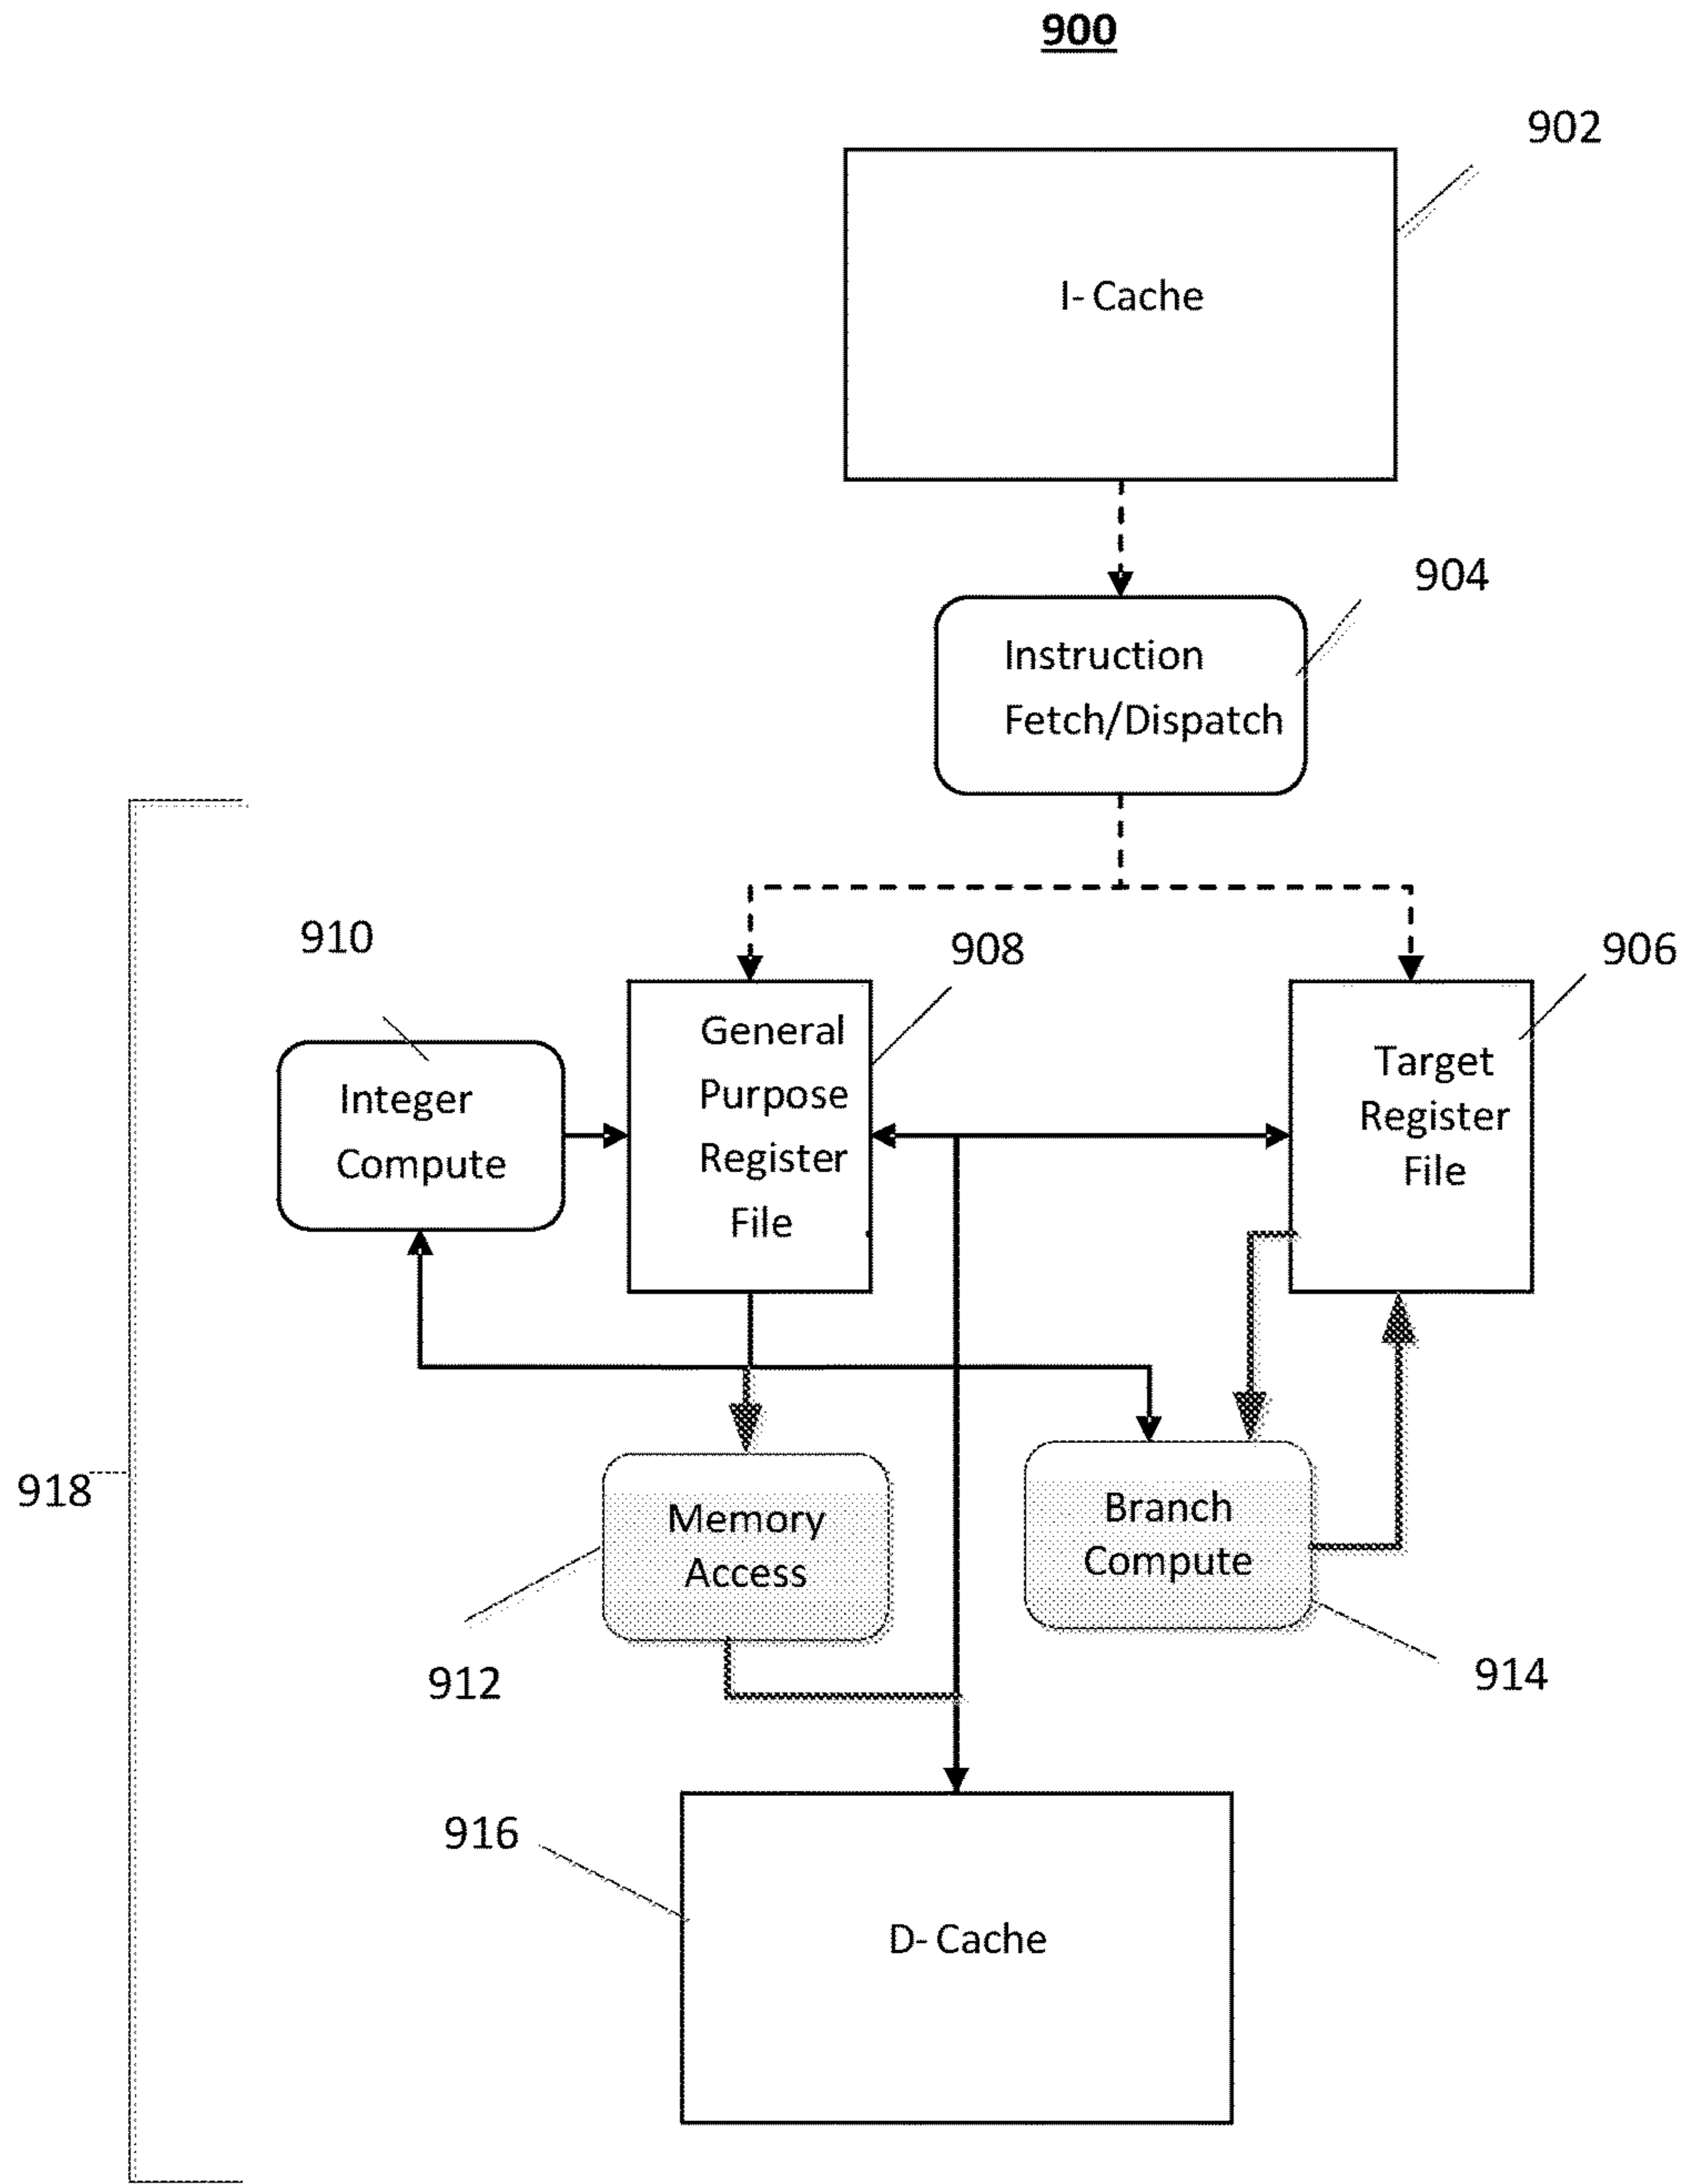 900
902
I- Cache
904
Instruction
Fetch/Dispatch
910
908
906
General
Purpose
Register
File
Target
Register
File
Integer
Compute
918
Memory
Access
Branch
Compute
912
914
916
D- Cache